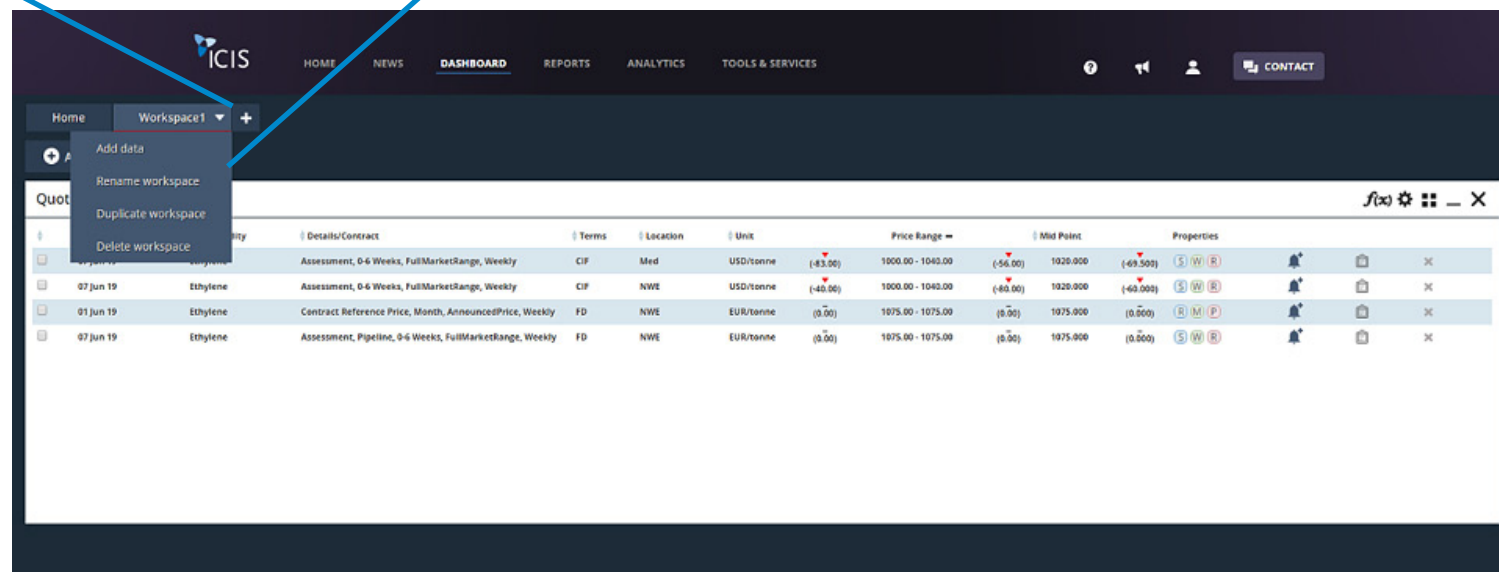 ICIS HOME NEWS DASHBOARD REPORTS ANALYTICS TOOLS & SERVICES ? CONTACT
Home Workspace1 +
Add data
Rename workspace
Quot f(x)
Duplicate workspace
ity Details/Contract Terms Location Unit Price Range Mid Point Properties
Delete workspace
07 Jun 19 Ethylene Assessment, 0-6 Weeks, FullMarketRange, Weekly CIF Med USD/tonne (-83.00) 1000.00 - 1040.00 (-56.00) 1020.000 (-69.500) S W R
07 Jun 19 Ethylene Assessment, 0-6 Weeks, FullMarketRange, Weekly CIF NWE USD/tonne (-40.00) 1000.00 - 1040.00 (-80.00) 1020.000 (-60.000) S W R
01 Jun 19 Ethylene Contract Reference Price, Month, AnnouncedPrice, Weekly FD NWE EUR/tonne (0.00) 1075.00 - 1075.00 (0.00) 1075.000 (0.000) R M P
07 Jun 19 Ethylene Assessment, Pipeline, 0-6 Weeks, FullMarketRange, Weekly FD NWE EUR/tonne (0.00) 1075.00 - 1075.00 (0.00) 1075.000 (0.000) S W R